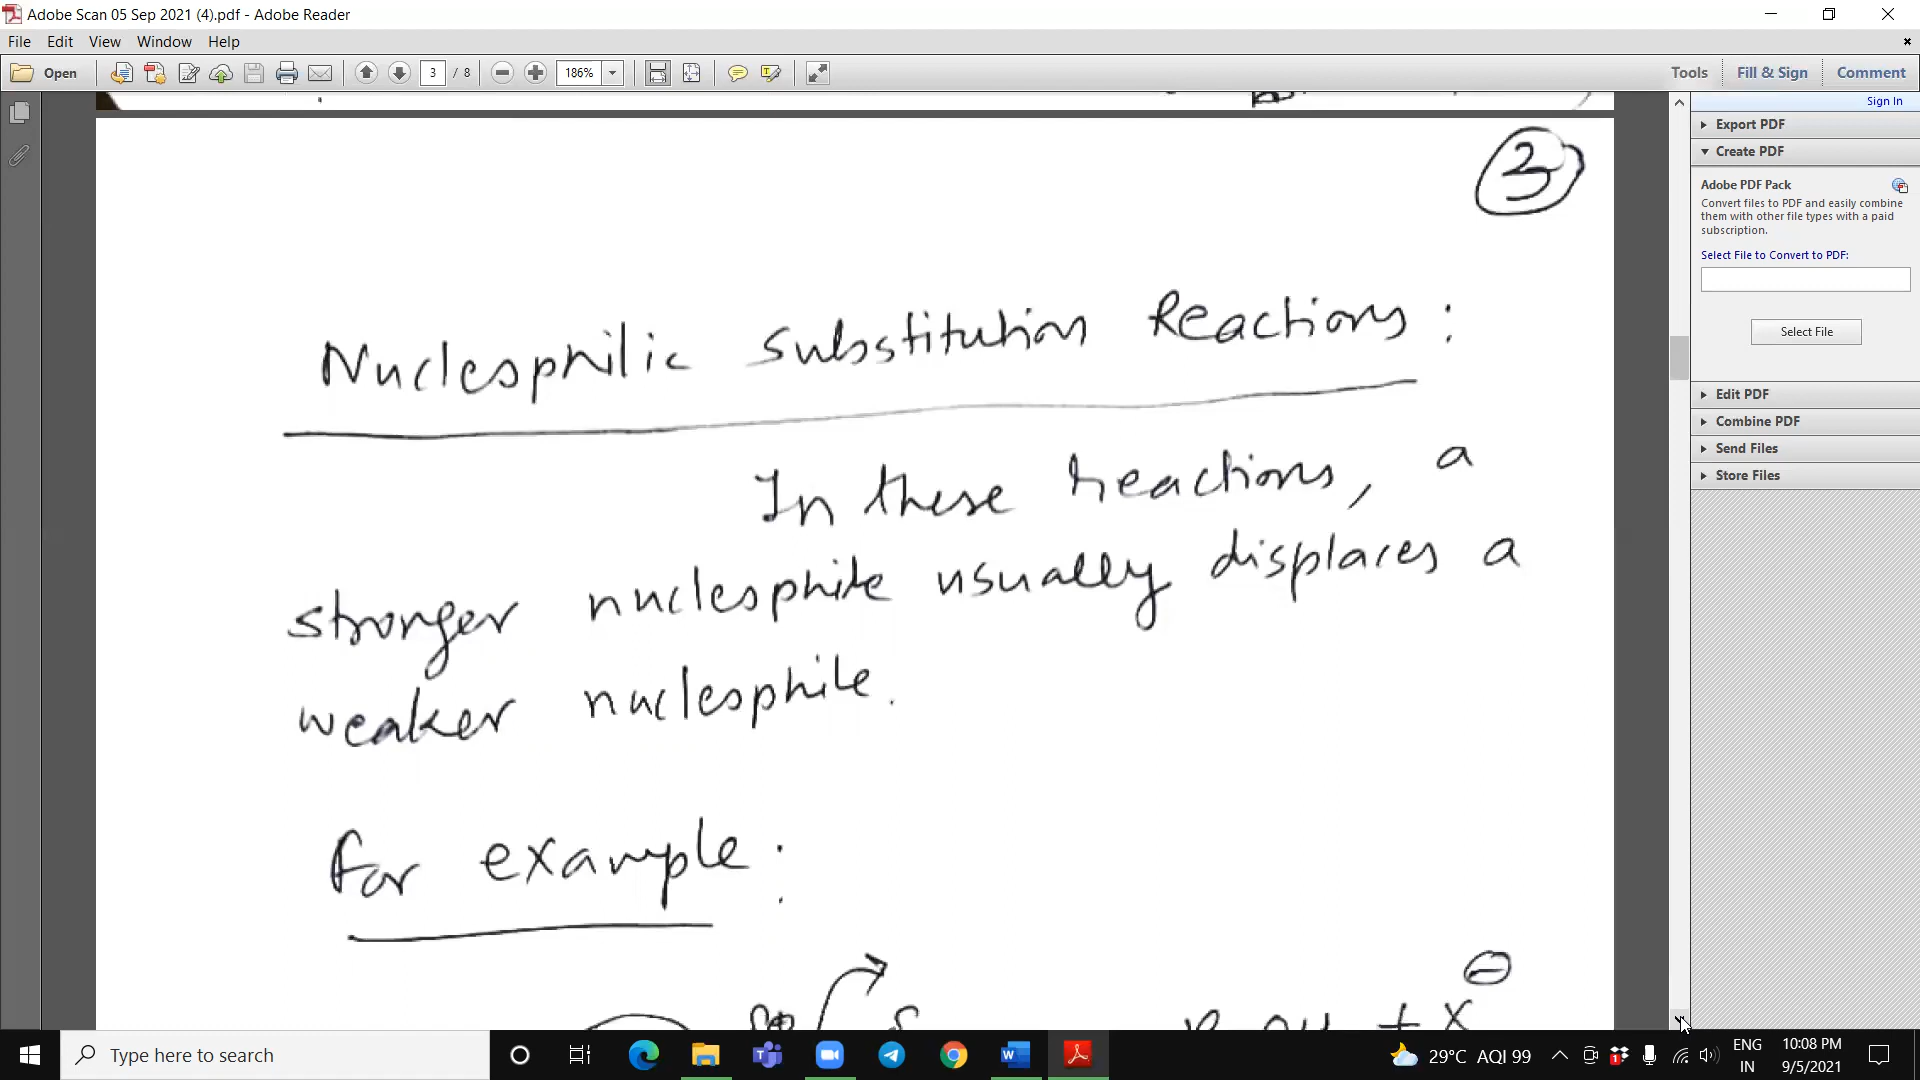 Adobe Scan 05 Sep 2021 (4).pdf - Adobe Reader
File Edit View Window Help
Open 3 / 8 186% Tools Fill & Sign Comment
Sign In
Export PDF
Create PDF
Adobe PDF Pack
Convert files to PDF and easily combine
them with other file types with a paid
subscription.
Select File to Convert to PDF:
Select File
Edit PDF
Combine PDF
Send Files
Store Files
3
Nucleophilic Substitution Reactions:
In these reactions, a
stronger nucleophile usually displaces a
weaker nucleophile.
For example:
+ X ⊖
Type here to search
29°C AQI 99
ENG
IN
10:08 PM
9/5/2021